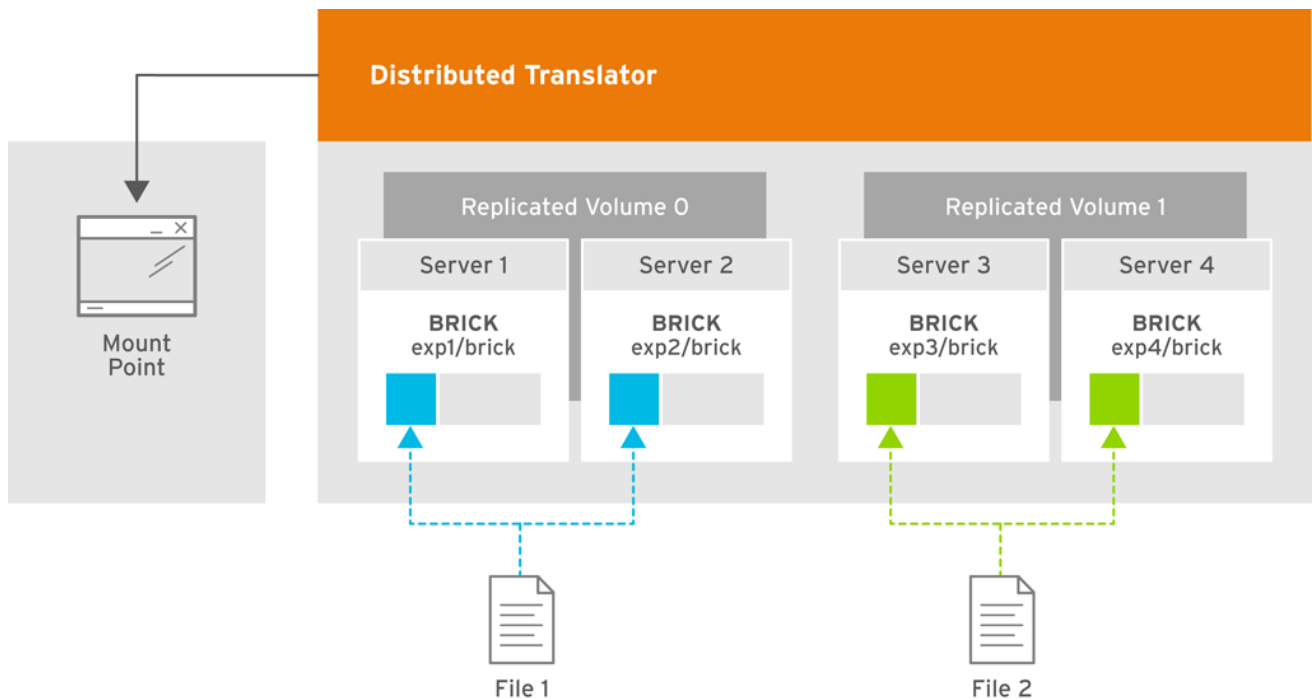 Distributed Translator
Mount
Point
Replicated Volume 0
Replicated Volume 1
Server 1
Server 2
Server 3
Server 4
BRICK
exp1/brick
BRICK
exp2/brick
BRICK
exp3/brick
BRICK
exp4/brick
File 1
File 2